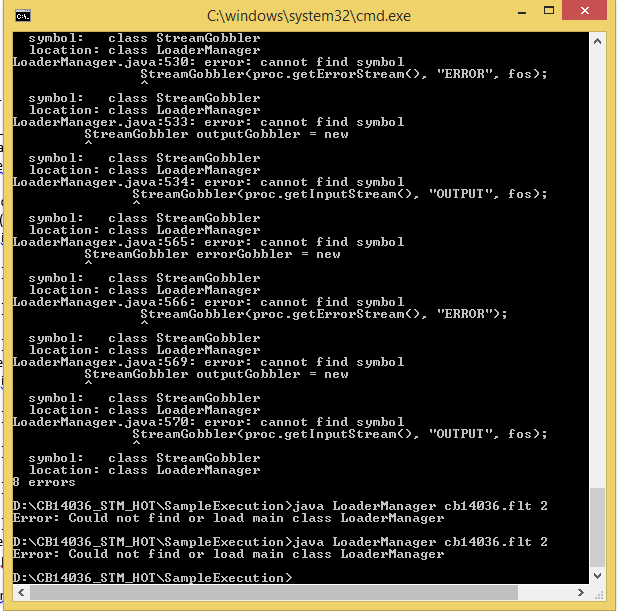 C:\windows\system32\cmd.exe
symbol:   class StreamGobbler
location: class LoaderManager
LoaderManager.java:530: error: cannot find symbol
StreamGobbler(proc.getErrorStream(), "ERROR", fos);
^
symbol:   class StreamGobbler
location: class LoaderManager
LoaderManager.java:533: error: cannot find symbol
StreamGobbler outputGobbler = new
^
symbol:   class StreamGobbler
location: class LoaderManager
LoaderManager.java:534: error: cannot find symbol
StreamGobbler(proc.getInputStream(), "OUTPUT", fos);
^
symbol:   class StreamGobbler
location: class LoaderManager
LoaderManager.java:565: error: cannot find symbol
StreamGobbler errorGobbler = new
^
symbol:   class StreamGobbler
location: class LoaderManager
LoaderManager.java:566: error: cannot find symbol
StreamGobbler(proc.getErrorStream(), "ERROR");
^
symbol:   class StreamGobbler
location: class LoaderManager
LoaderManager.java:569: error: cannot find symbol
StreamGobbler outputGobbler = new
^
symbol:   class StreamGobbler
location: class LoaderManager
LoaderManager.java:570: error: cannot find symbol
StreamGobbler(proc.getInputStream(), "OUTPUT", fos);
^
symbol:   class StreamGobbler
location: class LoaderManager
8 errors
D:\CB14036_STM_HOT\SampleExecution>java LoaderManager cb14036.flt 2
Error: Could not find or load main class LoaderManager
D:\CB14036_STM_HOT\SampleExecution>java LoaderManager cb14036.flt 2
Error: Could not find or load main class LoaderManager
D:\CB14036_STM_HOT\SampleExecution>